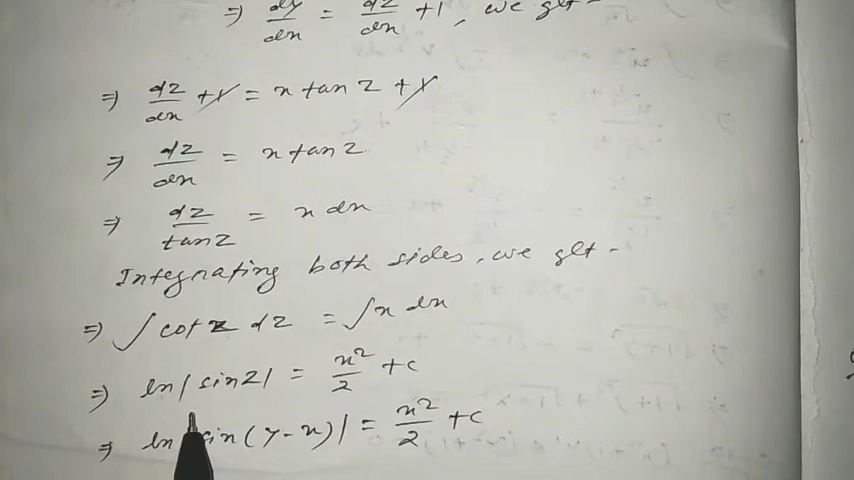 ⇒ dy/dx = dz/dx + 1, we get -
⇒ dz/dx + 1 = x tan z + 1
⇒ dz/dx = x tan z
⇒ dz/tan z = x dx
Integrating both sides, we get -
⇒ ∫ cot z dz = ∫ x dx
⇒ ln |sin z| = x²/2 + c
⇒ ln |sin (y - x)| = x²/2 + c